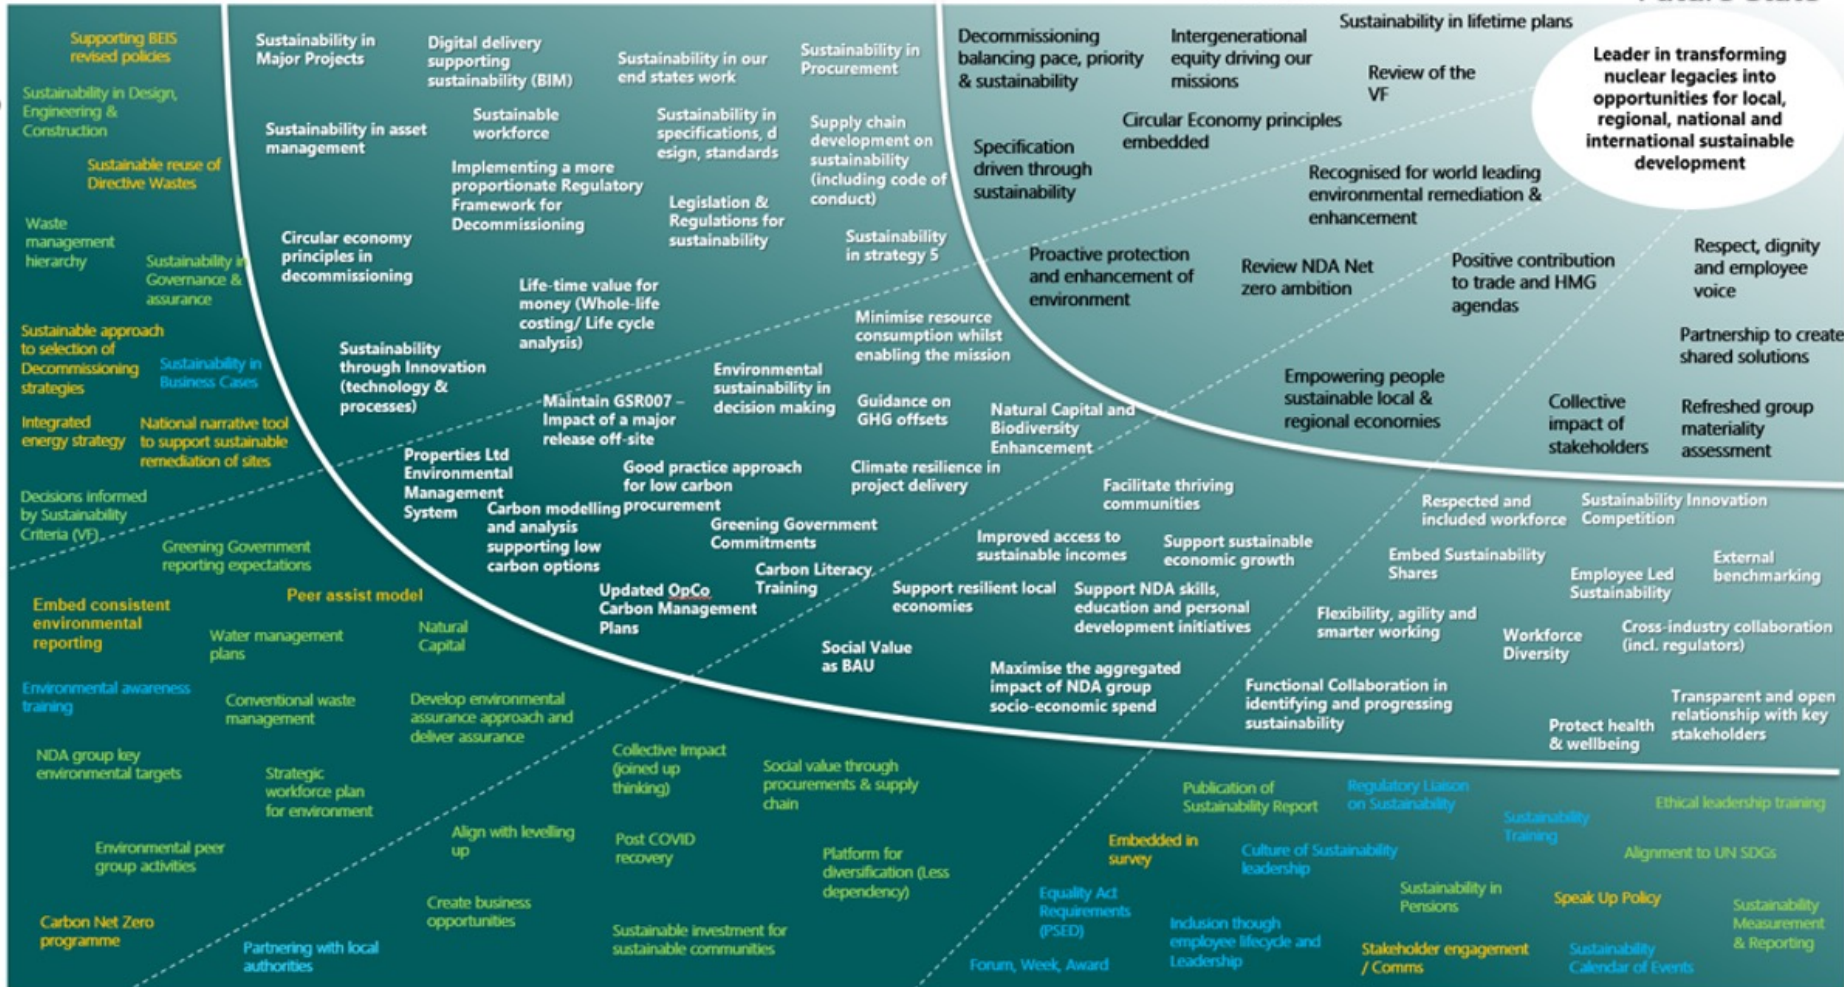 Supporting BEIS
revised policies
Sustainability in Design,
Engineering &
Construction
Sustainable reuse of
Directive Wastes
Waste
management
hierarchy
Sustainability in
Governance &
assurance
Sustainable approach
to selection of
Decommissioning
strategies
Sustainability in
Business Cases
Integrated
energy strategy
National narrative tool
to support sustainable
remediation of sites
Decisions informed
by Sustainability
Criteria (VF)
Sustainability in
Major Projects
Digital delivery
supporting
sustainability (BIM)
Sustainability in our
end states work
Sustainability in
Procurement
Sustainability in asset
management
Sustainable
workforce
Sustainability in
specifications, d
esign, standards
Supply chain
development on
sustainability
(including code of
conduct)
Implementing a more
proportionate Regulatory
Framework for
Decommissioning
Legislation &
Regulations for
sustainability
Circular economy
principles in
decommissioning
Sustainability
in strategy 5
Life-time value for
money (Whole-life
costing/ Life cycle
analysis)
Sustainability
through Innovation
(technology &
processes)
Decommissioning
balancing pace, priority
& sustainability
Intergenerational
equity driving our
missions
Sustainability in lifetime plans
Review of the
VF
Circular Economy principles
embedded
Specification
driven through
sustainability
Leader in transforming
nuclear legacies into
opportunities for local,
regional, national and
international sustainable
development
Recognised for world leading
environmental remediation &
enhancement
Proactive protection
and enhancement of
environment
Review NDA Net
zero ambition
Positive contribution
to trade and HMG
agendas
Respect, dignity
and employee
voice
Partnership to create
shared solutions
Empowering people
sustainable local &
regional economies
Collective
impact of
stakeholders
Refreshed group
materiality
assessment
Minimise resource
consumption whilst
enabling the mission
Environmental
sustainability in
decision making
Maintain GSR007 –
Impact of a major
release off-site
Guidance on
GHG offsets
Natural Capital and
Biodiversity
Enhancement
Properties Ltd
Environmental
Management
System
Good practice approach
for low carbon
procurement
Climate resilience in
project delivery
Carbon modelling
and analysis
supporting low
carbon options
Greening Government
Commitments
Carbon Literacy
Training
Updated OpCo
Carbon Management
Plans
Facilitate thriving
communities
Improved access to
sustainable incomes
Support sustainable
economic growth
Support resilient local
economies
Support NDA skills,
education and personal
development initiatives
Social Value
as BAU
Maximise the aggregated
impact of NDA group
socio-economic spend
Respected and
included workforce
Sustainability Innovation
Competition
Embed Sustainability
Shares
Employee Led
Sustainability
External
benchmarking
Flexibility, agility and
smarter working
Workforce
Diversity
Cross-industry collaboration
(incl. regulators)
Functional Collaboration in
identifying and progressing
sustainability
Protect health
& wellbeing
Transparent and open
relationship with key
stakeholders
Greening Government
reporting expectations
Embed consistent
environmental
reporting
Peer assist model
Water management
plans
Natural
Capital
Environmental awareness
training
Conventional waste
management
Develop environmental
assurance approach and
deliver assurance
NDA group key
environmental targets
Strategic
workforce plan
for environment
Environmental peer
group activities
Carbon Net Zero
programme
Partnering with local
authorities
Collective Impact
(joined up
thinking)
Social value through
procurements & supply
chain
Align with levelling
up
Post COVID
recovery
Platform for
diversification (Less
dependency)
Create business
opportunities
Sustainable investment for
sustainable communities
Publication of
Sustainability Report
Regulatory Liaison
on Sustainability
Sustainability
Training
Ethical leadership training
Embedded in
survey
Culture of Sustainability
leadership
Alignment to UN SDGs
Equality Act
Requirements
(PSED)
Sustainability in
Pensions
Speak Up Policy
Sustainability
Measurement
& Reporting
Inclusion though
employee lifecycle and
Leadership
Stakeholder engagement
/ Comms
Sustainability
Calendar of Events
Forum, Week, Award